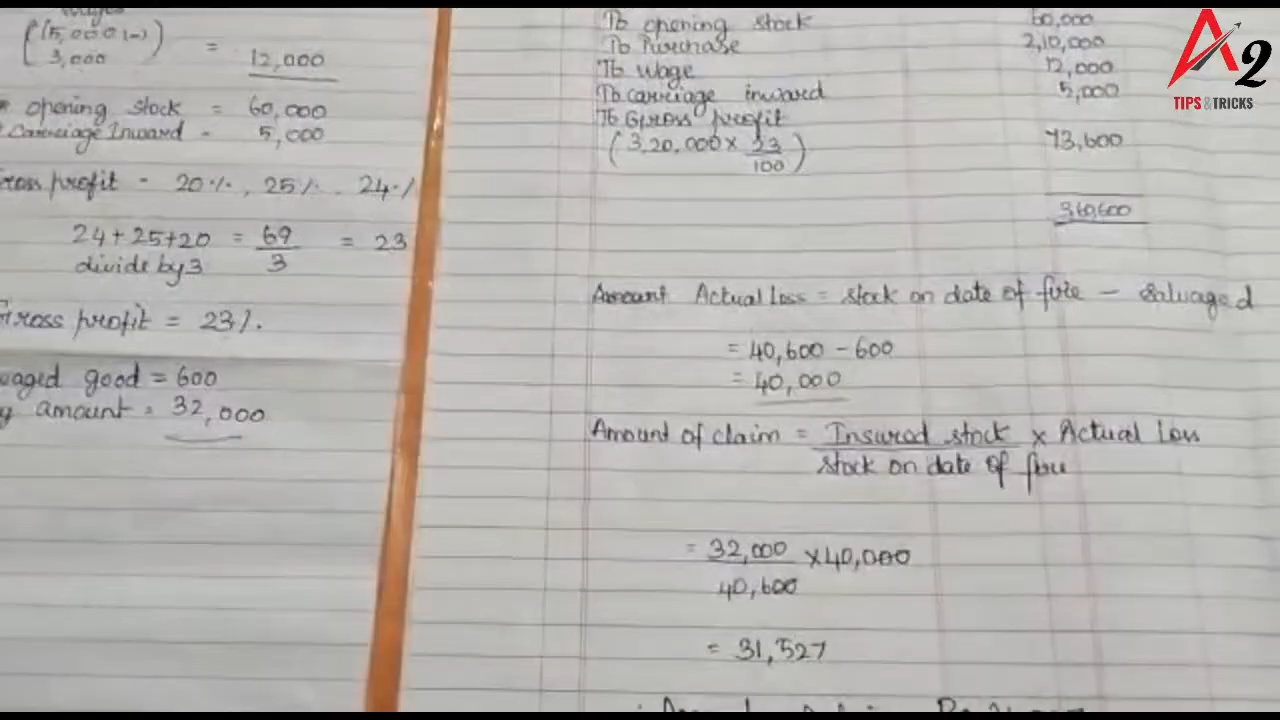 Wages
(15,000 (-)
3,000) = 12,000
opening stock = 60,000
Carriage Inward - 5,000
Gross profit - 20%, 25%. 24%
24+25+20 = 69 = 23
divide by 3 3
Gross profit = 23%.
waged good = 600
y amount = 32,000
To opening stock 60,000
To Purchase 2,10,000
To Wage 12,000
To carriage inward 5,000
To Gross profit
(3,20,000 × 23 73,600
100)
3,60,600
Amount Actual Loss = stock on date of fire - Salvaged
= 40,600 - 600
= 40,000
Amount of claim = Insured stock × Actual Loss
stock on date of fire
= 32,000 × 40,000
40,600
= 31,527
A2
TIPS & TRICKS